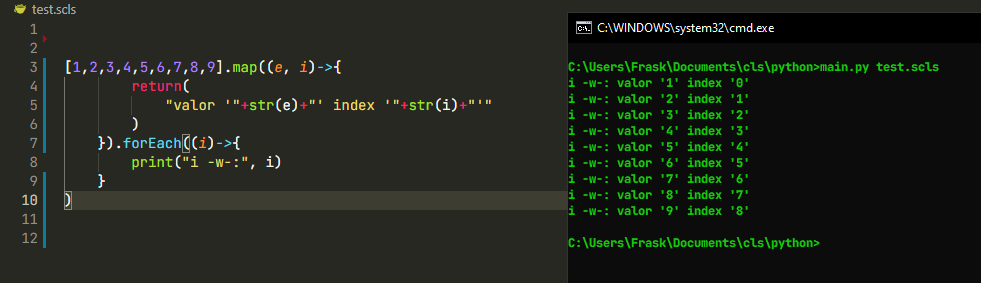 test.scls
1
2
3 [1,2,3,4,5,6,7,8,9].map((e, i)->{
4 return(
5 "valor '"+str(e)+"' index '"+str(i)+"'"
6 )
7 }).forEach((i)->{
8 print("i -w-:", i)
9 }
10 )
11
12
C:\WINDOWS\system32\cmd.exe
C:\Users\Frask\Documents\cls\python>main.py test.scls
i -w-: valor '1' index '0'
i -w-: valor '2' index '1'
i -w-: valor '3' index '2'
i -w-: valor '4' index '3'
i -w-: valor '5' index '4'
i -w-: valor '6' index '5'
i -w-: valor '7' index '6'
i -w-: valor '8' index '7'
i -w-: valor '9' index '8'
C:\Users\Frask\Documents\cls\python>